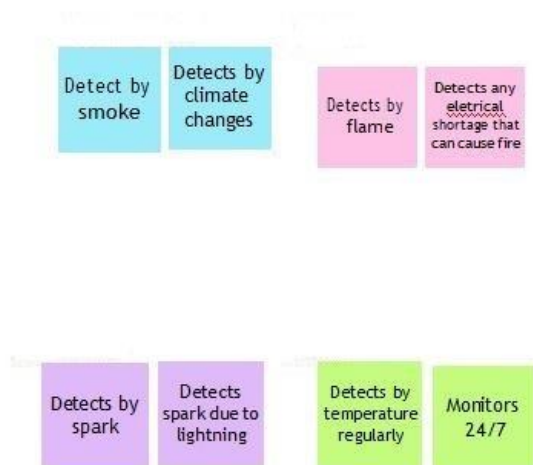 Detect by
smoke
Detects by
climate
changes
Detects by
flame
Detects any
eletrical
shortage that
can cause fire
Detects by
spark
Detects
spark due to
lightning
Detects by
temperature
regularly
Monitors
24/7